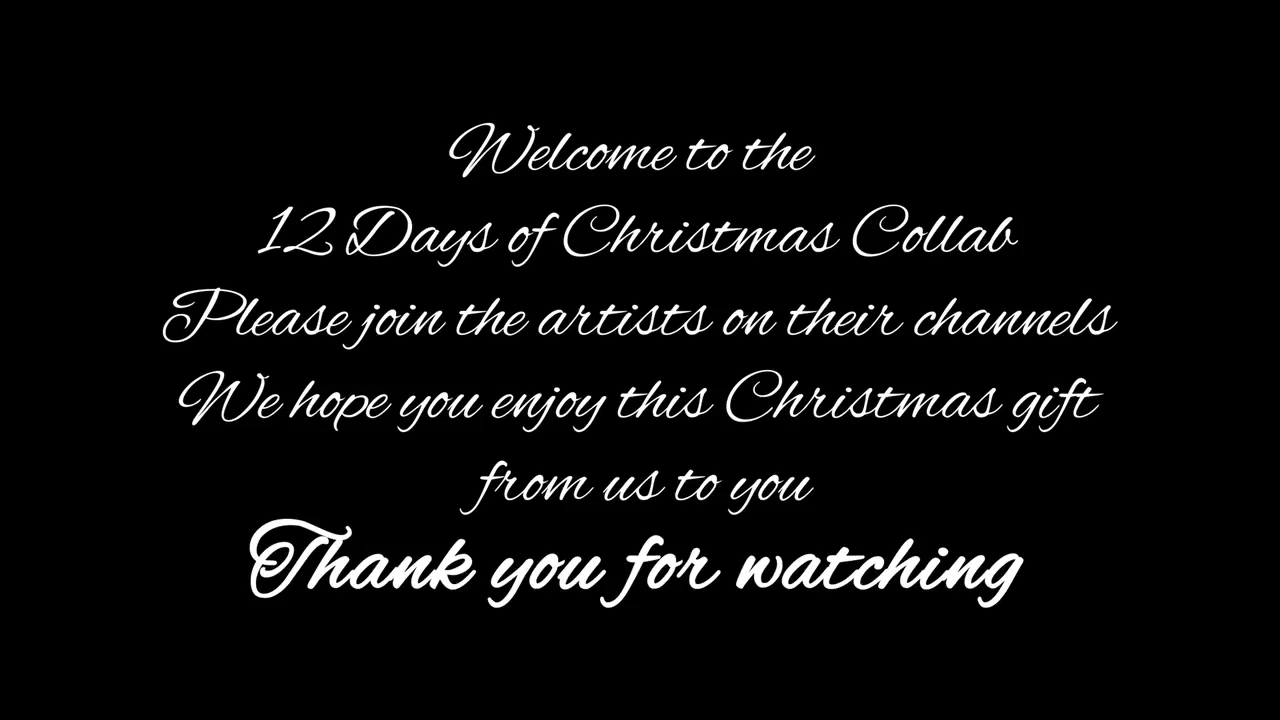 Welcome to the
12 Days of Christmas Collab
Please join the artists on their channels
We hope you enjoy this Christmas gift
from us to you
Thank you for watching